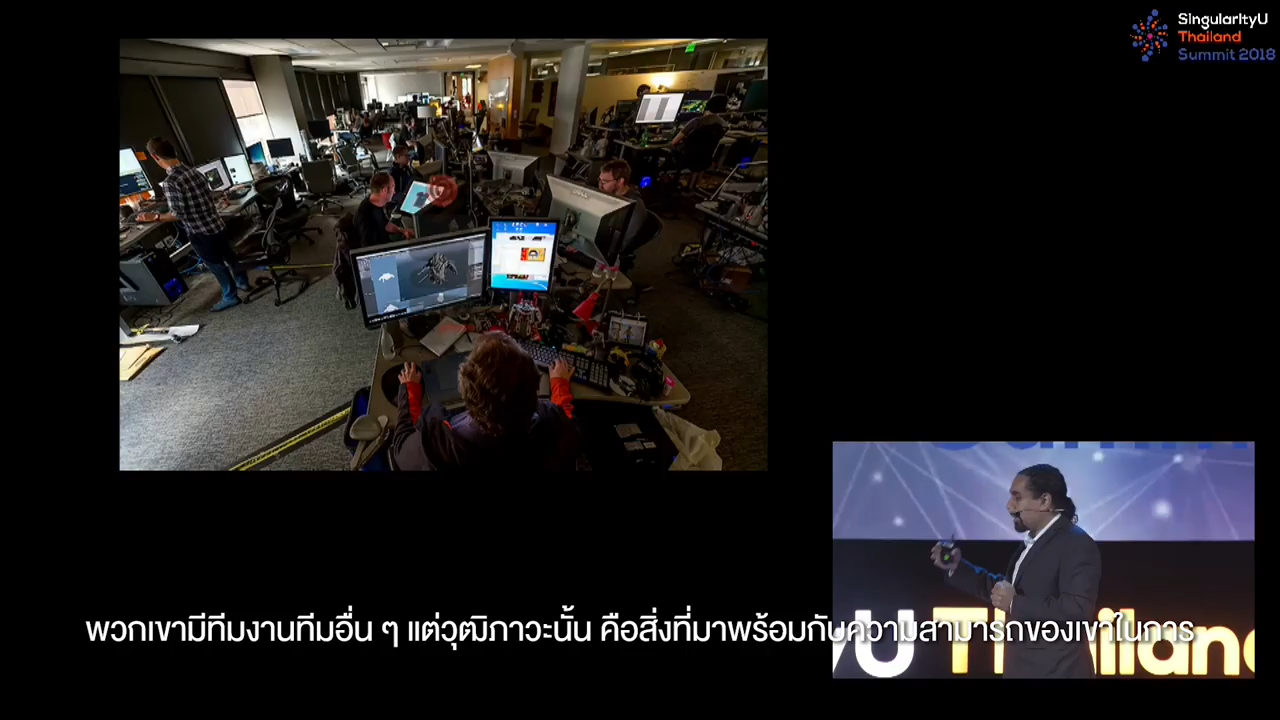 SingularityU
Thailand
Summit 2018
พวกเขามีทีมงานทีมอื่น ๆ แต่วุฒิภาวะนั้น คือสิ่งที่มาพร้อมกับความสามารถของเขาในการ